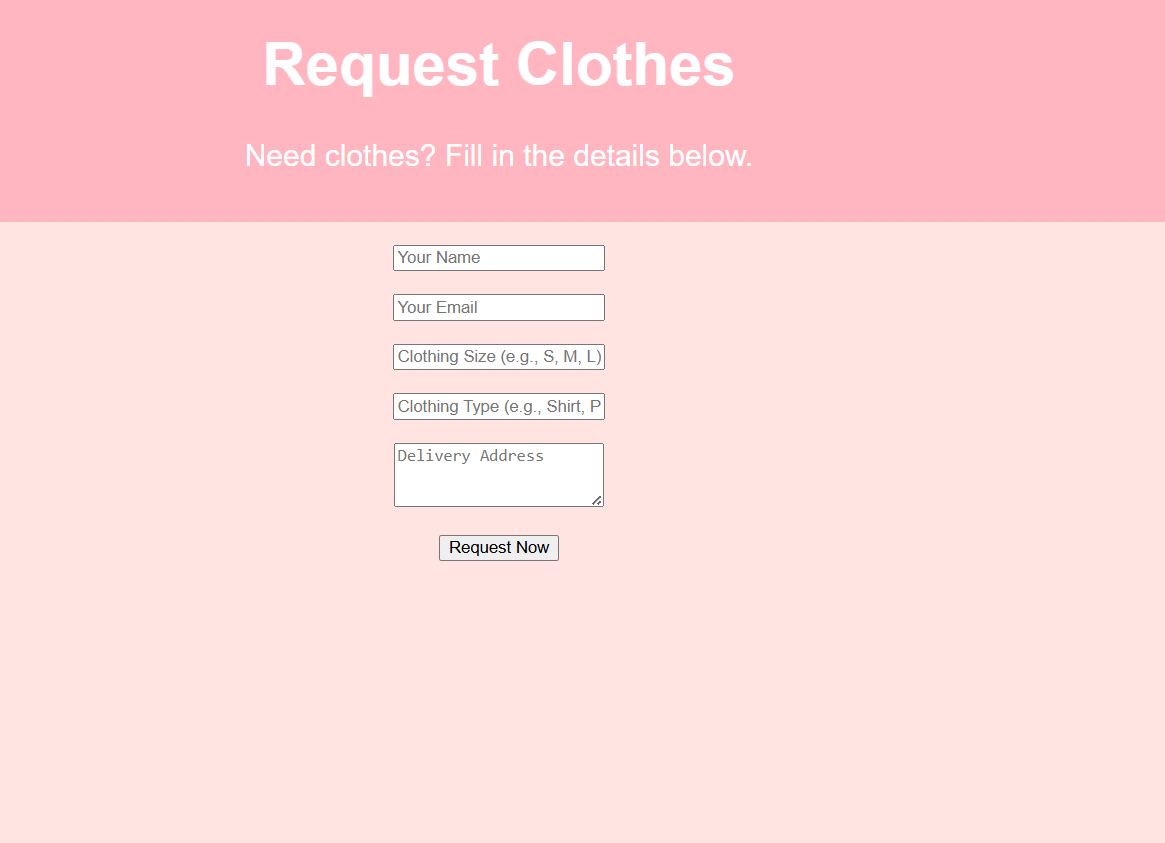 Request Clothes
Need clothes? Fill in the details below.
Your Name
Your Email
Clothing Size (e.g., S, M, L)
Clothing Type (e.g., Shirt, P
Delivery Address
Request Now